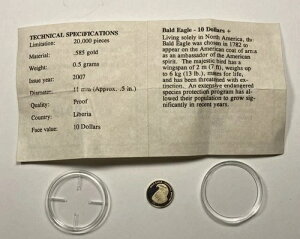 TECHNICAL SPECIFICATIONS
Limitation: 20,000 pieces
Material: .585 gold
Weight: 0.5 grams
Issue year: 2007
Diameter: 11 mm (Approx. .5 in.)
Quality: Proof
Country: Liberia
Face value: 10 Dollars
Bald Eagle - 10 Dollars
Living solely in North America, the
Bald Eagle was chosen in 1782 to
appear on the American coat of arms
as an ambassador of the American
spirit. The majestic bird has a
wingspan of 2 m (7 ft), weighs up
to 6 kg (13 lb.), mates for life,
and has been threatened with ex-
tinction. An extensive endangered
species protection program has al-
lowed their population to grow sig-
nificantly in recent years.